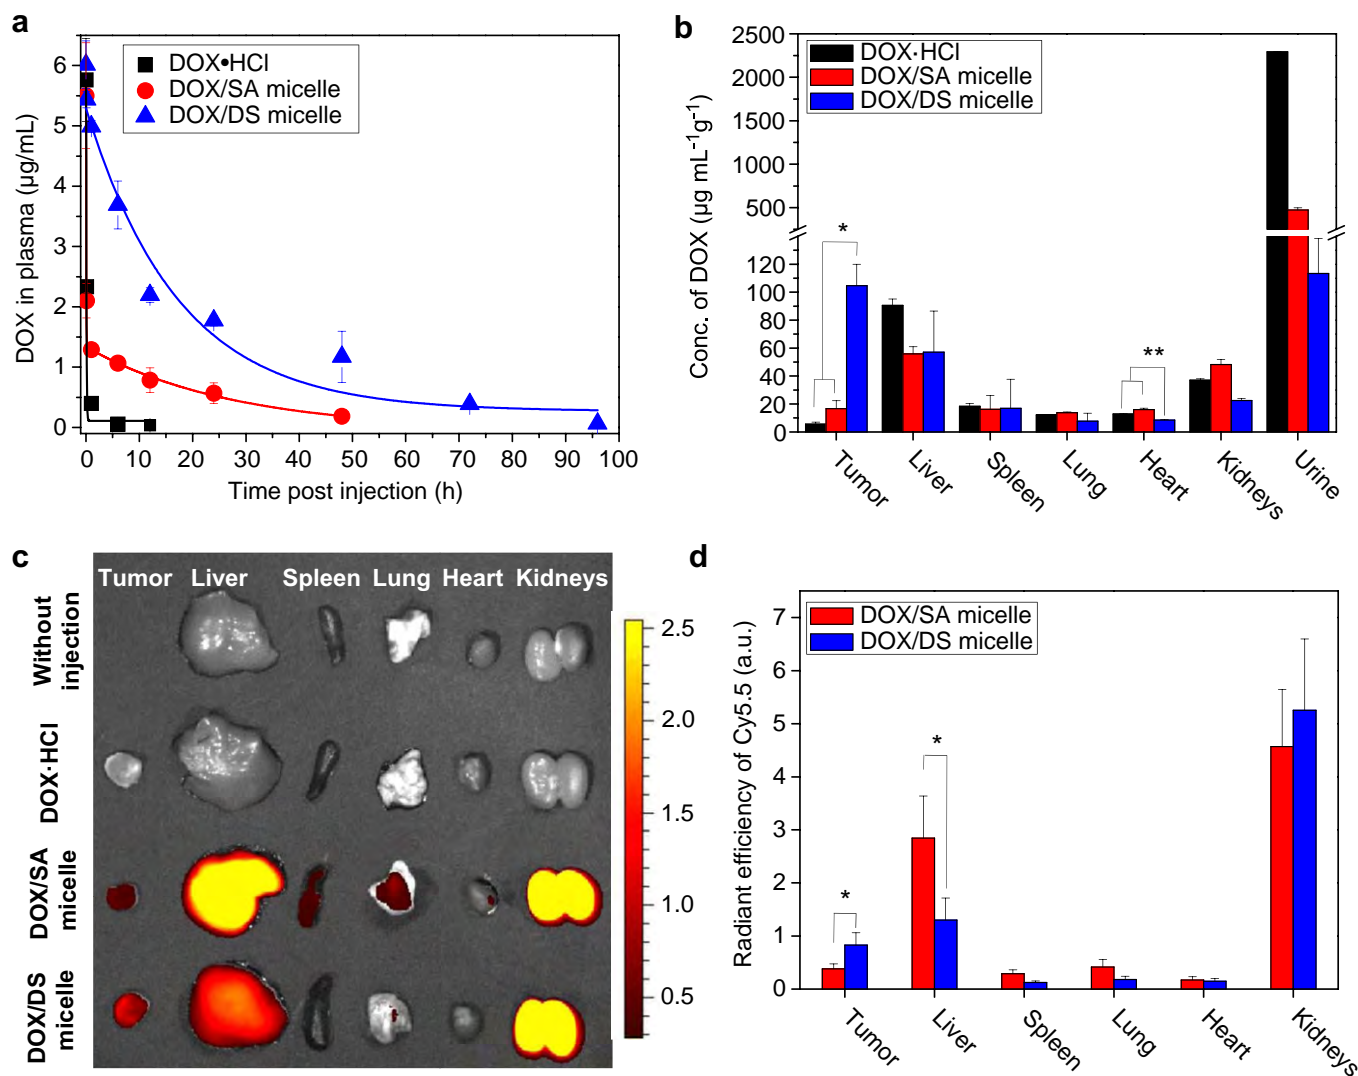 a
DOX•HCl
DOX/SA micelle
DOX/DS micelle
DOX in plasma (µg/mL)
6
5
4
3
2
1
0
0 10 20 30 40 50 60 70 80 90 100
Time post injection (h)
b
DOX·HCl
DOX/SA micelle
DOX/DS micelle
Conc. of DOX (µg mL⁻¹g⁻¹)
2500
2000
1500
1000
500
120
100
80
60
40
20
0
*
**
Tumor Liver Spleen Lung Heart Kidneys Urine
c
Tumor Liver Spleen Lung Heart Kidneys
Without
injection
DOX·HCl
DOX/SA
micelle
DOX/DS
micelle
2.5
2.0
1.5
1.0
0.5
d
DOX/SA micelle
DOX/DS micelle
Radiant efficiency of Cy5.5 (a.u.)
7
6
5
4
3
2
1
0
*
*
Tumor Liver Spleen Lung Heart Kidneys